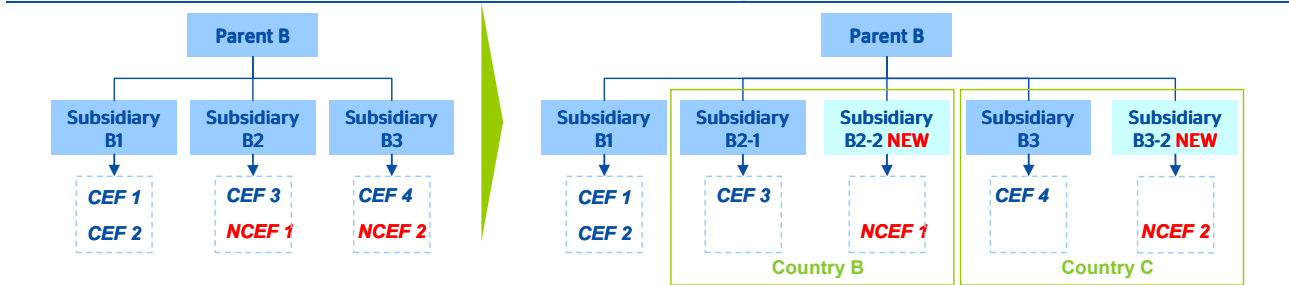 Parent B
Subsidiary
B1
Subsidiary
B2
Subsidiary
B3
CEF 1
CEF 2
CEF 3
NCEF 1
CEF 4
NCEF 2
Parent B
Subsidiary
B1
Subsidiary
B2-1
Subsidiary
B2-2 NEW
Subsidiary
B3
Subsidiary
B3-2 NEW
CEF 1
CEF 2
CEF 3
NCEF 1
CEF 4
NCEF 2
Country B
Country C